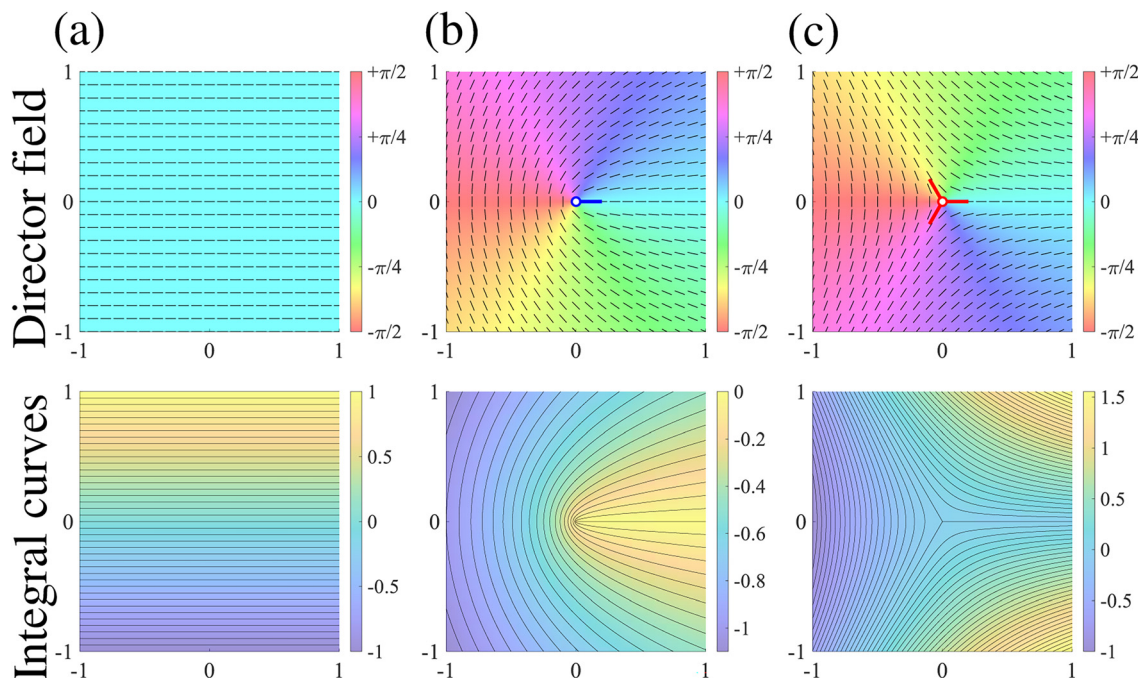 (a) (b) (c)
Director field
1 +π/2 1 +π/2 1 +π/2
+π/4 +π/4 +π/4
0 0 0 0 0 0
-π/4 -π/4 -π/4
-1 -π/2 -1 -π/2 -1 -π/2
-1 0 1 -1 0 1 -1 0 1
Integral curves
1 1 1 0 1 1.5
0.5 -0.2 1
0 0 0 -0.4 0 0.5
-0.6 0
-0.5 -0.8 -0.5
-1 -1 -1 -1 -1 -1
-1 0 1 -1 0 1 -1 0 1